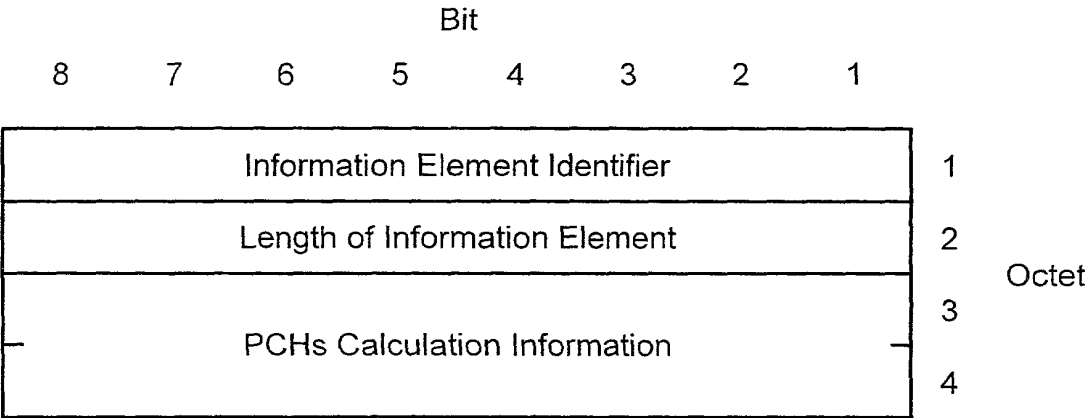 Bit
8 7 6 5 4 3 2 1
Information Element Identifier 1
Length of Information Element 2
Octet
3
PCHs Calculation Information
4